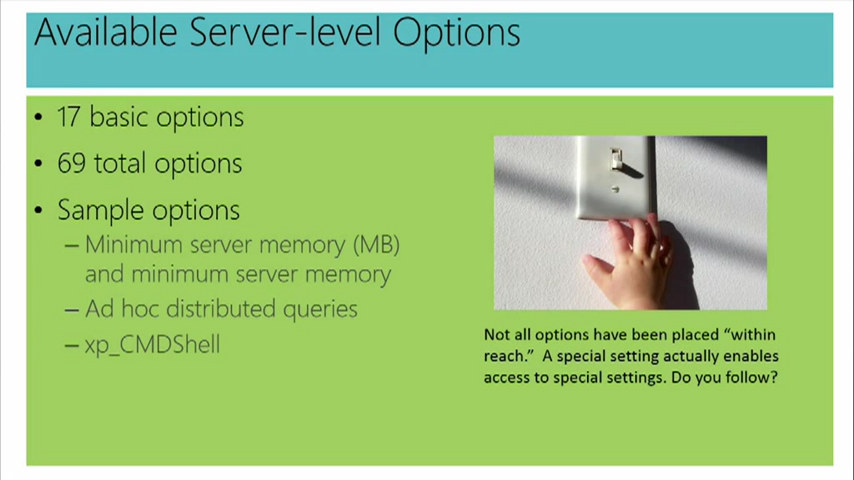 Available Server-level Options
• 17 basic options
• 69 total options
• Sample options
– Minimum server memory (MB)
and minimum server memory
– Ad hoc distributed queries
– xp_CMDShell
Not all options have been placed “within
reach.” A special setting actually enables
access to special settings. Do you follow?